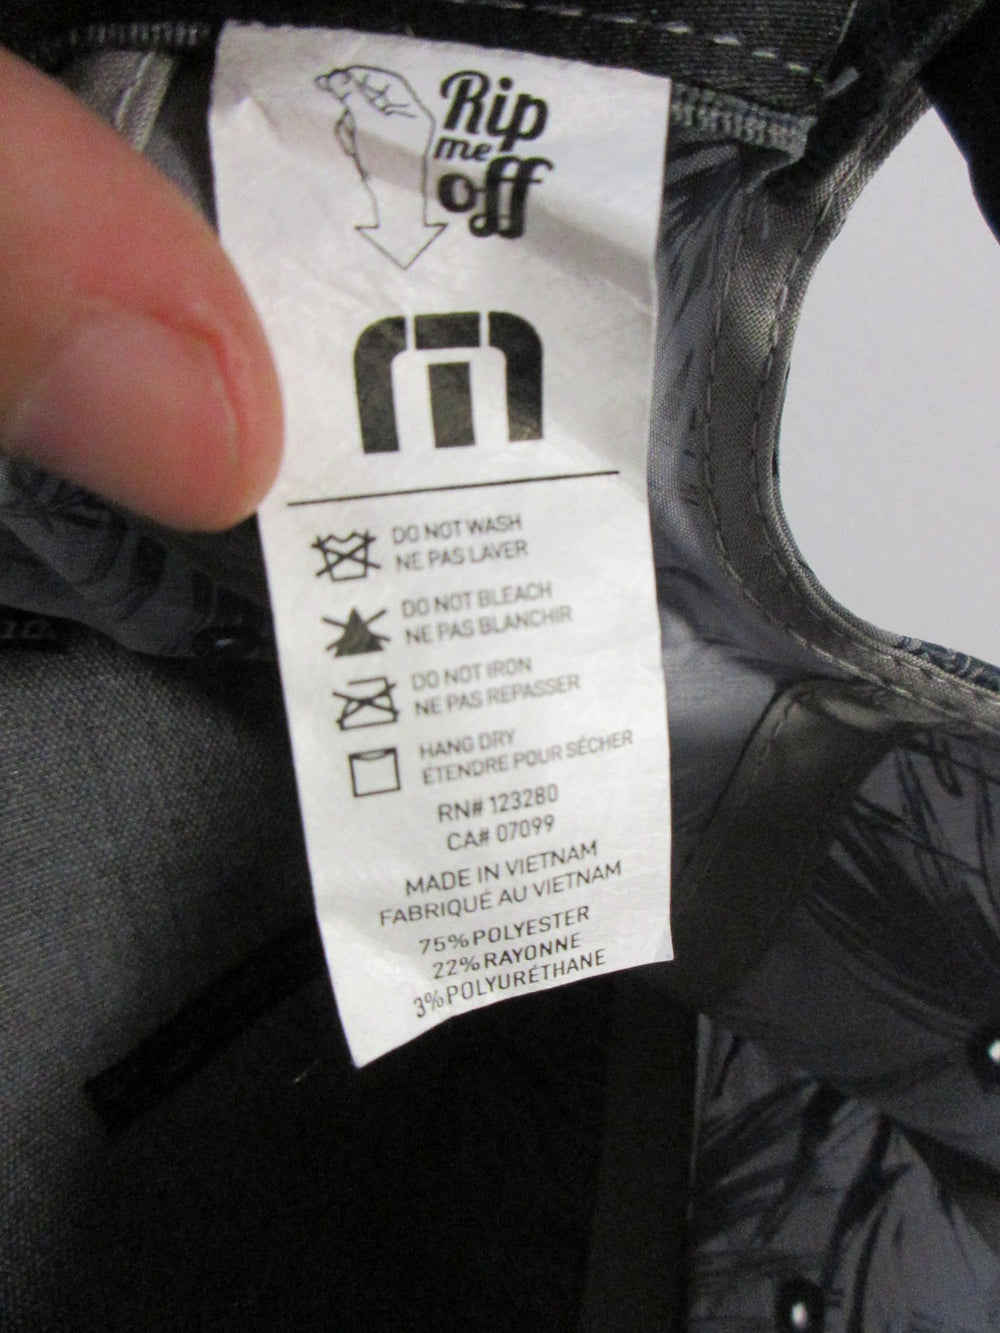 Rip
me
off
DO NOT WASH
NE PAS LAVER
DO NOT BLEACH
NE PAS BLANCHIR
DO NOT IRON
NE PAS REPASSER
HANG DRY
ÉTENDRE POUR SÉCHER
RN# 123280
CA# 07099
MADE IN VIETNAM
FABRIQUÉ AU VIETNAM
75% POLYESTER
22% RAYONNE
3% POLYURÉTHANE